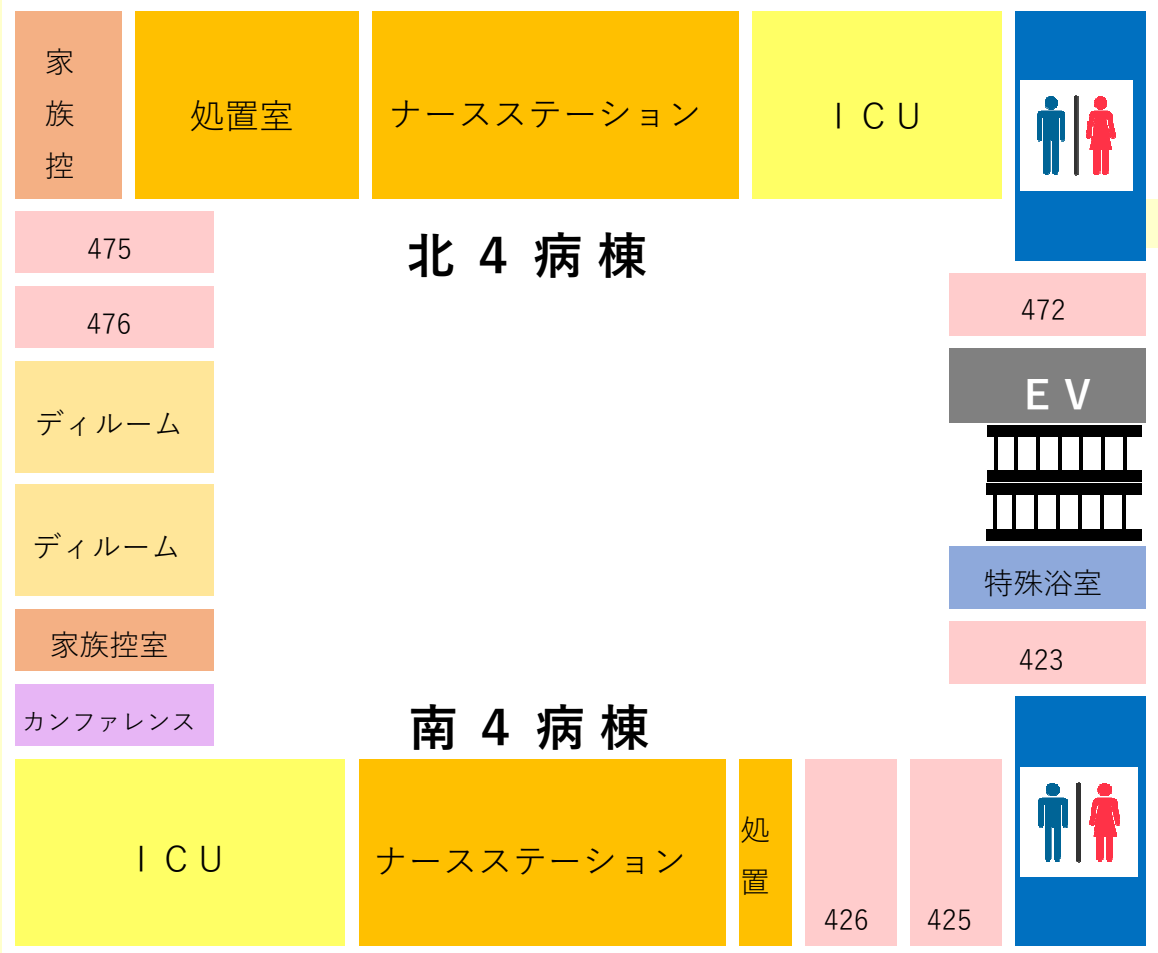 家
族
控
処置室
ナースステーション
ＩＣＵ
475
北４病棟
476
472
ＥＶ
ディルーム
ディルーム
特殊浴室
家族控室
423
カンファレンス
南４病棟
ＩＣＵ
ナースステーション
処
置
426
425